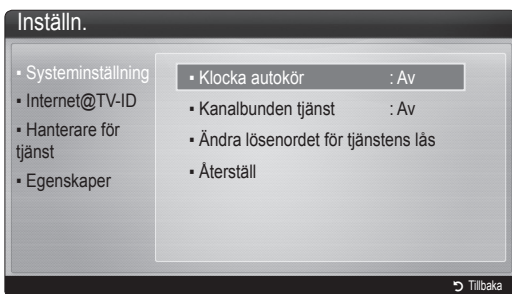 Inställn.
▪ Systeminställning
▪ Internet@TV-ID
▪ Hanterare för
tjänst
▪ Egenskaper
▪ Klocka autokör : Av
▪ Kanalbunden tjänst : Av
▪ Ändra lösenordet för tjänstens lås
▪ Återställ
Tillbaka